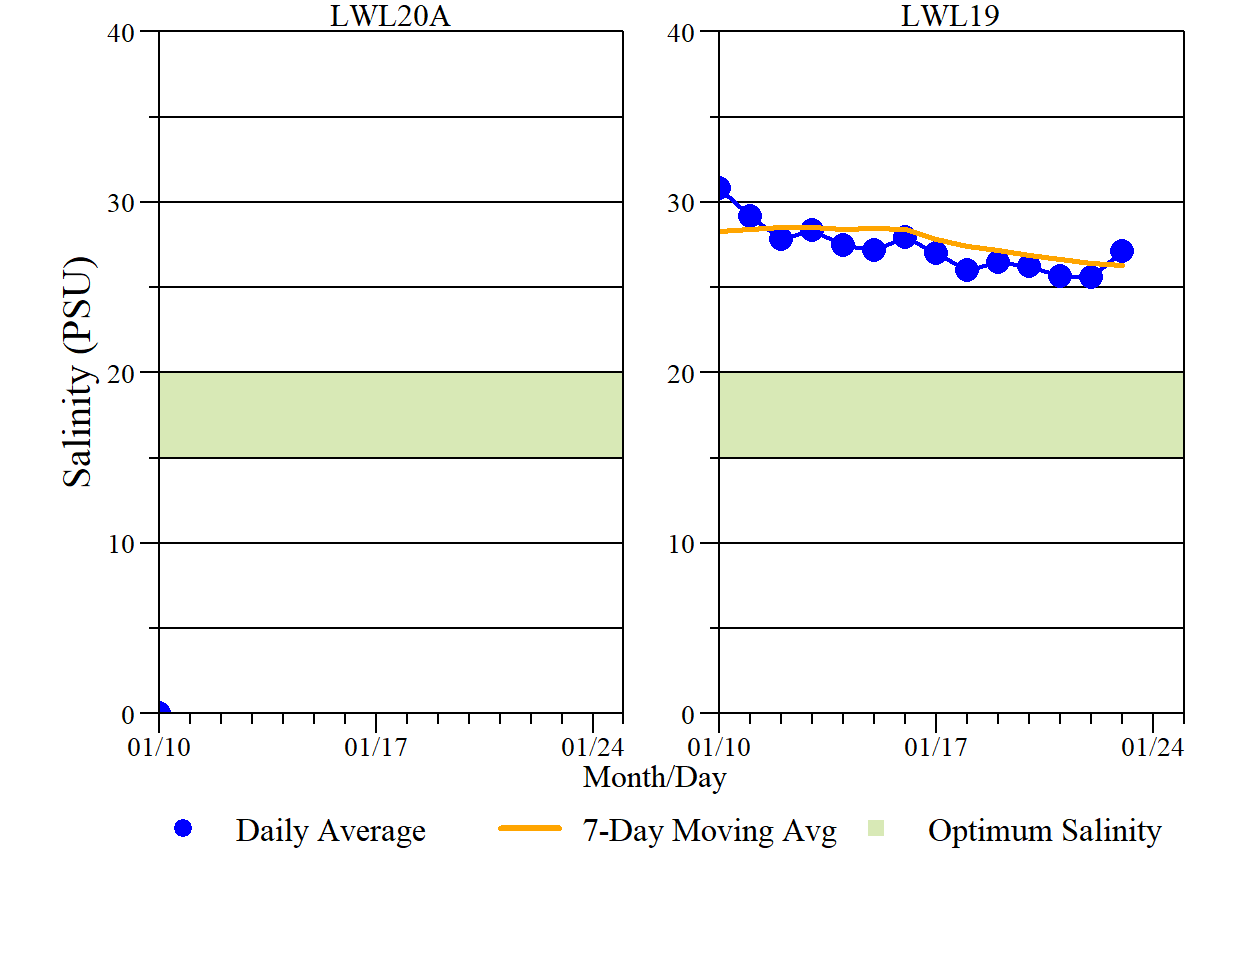 LWL20A
LWL19
Salinity (PSU)
40
30
20
10
0
01/10
01/17
01/24
40
30
20
10
0
01/10
01/17
01/24
Month/Day
Daily Average
7-Day Moving Avg
Optimum Salinity